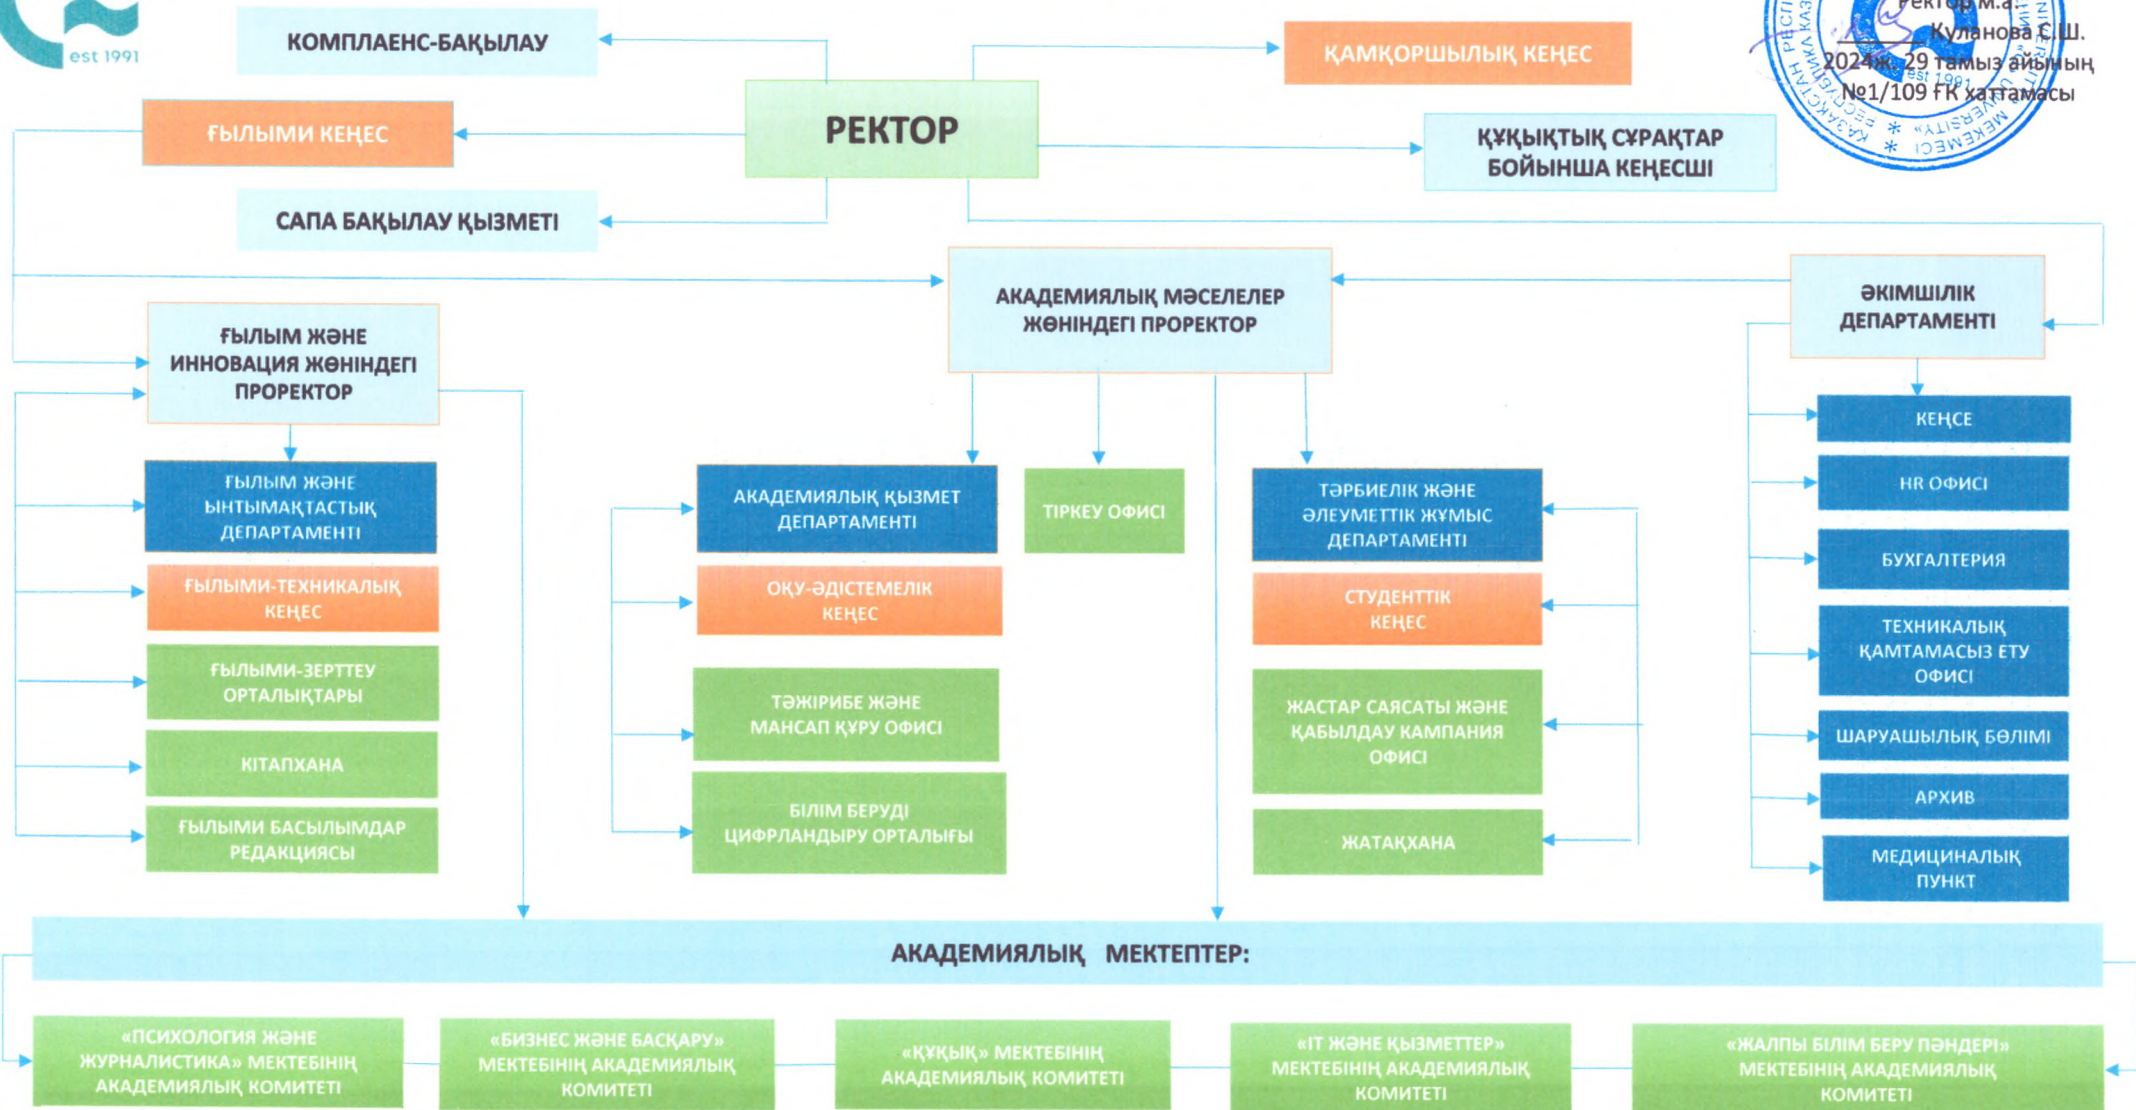 est 1991
КОМПЛАЕНС-БАҚЫЛАУ
ҚАМҚОРШЫЛЫҚ КЕҢЕС
Ректор м.а.
Куланова С.Ш.
2024ж. 29 тамыз айының
№1/109 ҒК хаттамасы
est 1991
ҒЫЛЫМИ КЕҢЕС
РЕКТОР
ҚҰҚЫҚТЫҚ СҰРАҚТАР
БОЙЫНША КЕҢЕСШІ
САПА БАҚЫЛАУ ҚЫЗМЕТІ
АКАДЕМИЯЛЫҚ МӘСЕЛЕЛЕР
ЖӨНІНДЕГІ ПРОРЕКТОР
ӘКІМШІЛІК
ДЕПАРТАМЕНТІ
ҒЫЛЫМ ЖӘНЕ
ИННОВАЦИЯ ЖӨНІНДЕГІ
ПРОРЕКТОР
ҒЫЛЫМ ЖӘНЕ
ЫНТЫМАҚТАСТЫҚ
ДЕПАРТАМЕНТІ
ҒЫЛЫМИ-ТЕХНИКАЛЫҚ
КЕҢЕС
ҒЫЛЫМИ-ЗЕРТТЕУ
ОРТАЛЫҚТАРЫ
КІТАПХАНА
ҒЫЛЫМИ БАСЫЛЫМДАР
РЕДАКЦИЯСЫ
АКАДЕМИЯЛЫҚ ҚЫЗМЕТ
ДЕПАРТАМЕНТІ
ОҚУ-ӘДІСТЕМЕЛІК
КЕҢЕС
ТӘЖІРИБЕ ЖӘНЕ
МАНСАП ҚҰРУ ОФИСІ
БІЛІМ БЕРУДІ
ЦИФРЛАНДЫРУ ОРТАЛЫҒЫ
ТІРКЕУ ОФИСІ
ТӘРБИЕЛІК ЖӘНЕ
ӘЛЕУМЕТТІК ЖҰМЫС
ДЕПАРТАМЕНТІ
СТУДЕНТТІК
КЕҢЕС
ЖАСТАР САЯСАТЫ ЖӘНЕ
ҚАБЫЛДАУ КАМПАНИЯ
ОФИСІ
ЖАТАҚХАНА
КЕҢСЕ
HR ОФИСІ
БУХГАЛТЕРИЯ
ТЕХНИКАЛЫҚ
ҚАМТАМАСЫЗ ЕТУ
ОФИСІ
ШАРУАШЫЛЫҚ БӨЛІМІ
АРХИВ
МЕДИЦИНАЛЫҚ
ПУНКТ
АКАДЕМИЯЛЫҚ МЕКТЕПТЕР:
«ПСИХОЛОГИЯ ЖӘНЕ
ЖУРНАЛИСТИКА» МЕКТЕБІНІҢ
АКАДЕМИЯЛЫҚ КОМИТЕТІ
«БИЗНЕС ЖӘНЕ БАСҚАРУ»
МЕКТЕБІНІҢ АКАДЕМИЯЛЫҚ
КОМИТЕТІ
«ҚҰҚЫҚ» МЕКТЕБІНІҢ
АКАДЕМИЯЛЫҚ КОМИТЕТІ
«IT ЖӘНЕ ҚЫЗМЕТТЕР»
МЕКТЕБІНІҢ АКАДЕМИЯЛЫҚ
КОМИТЕТІ
«ЖАЛПЫ БІЛІМ БЕРУ ПӘНДЕРІ»
МЕКТЕБІНІҢ АКАДЕМИЯЛЫҚ
КОМИТЕТІ